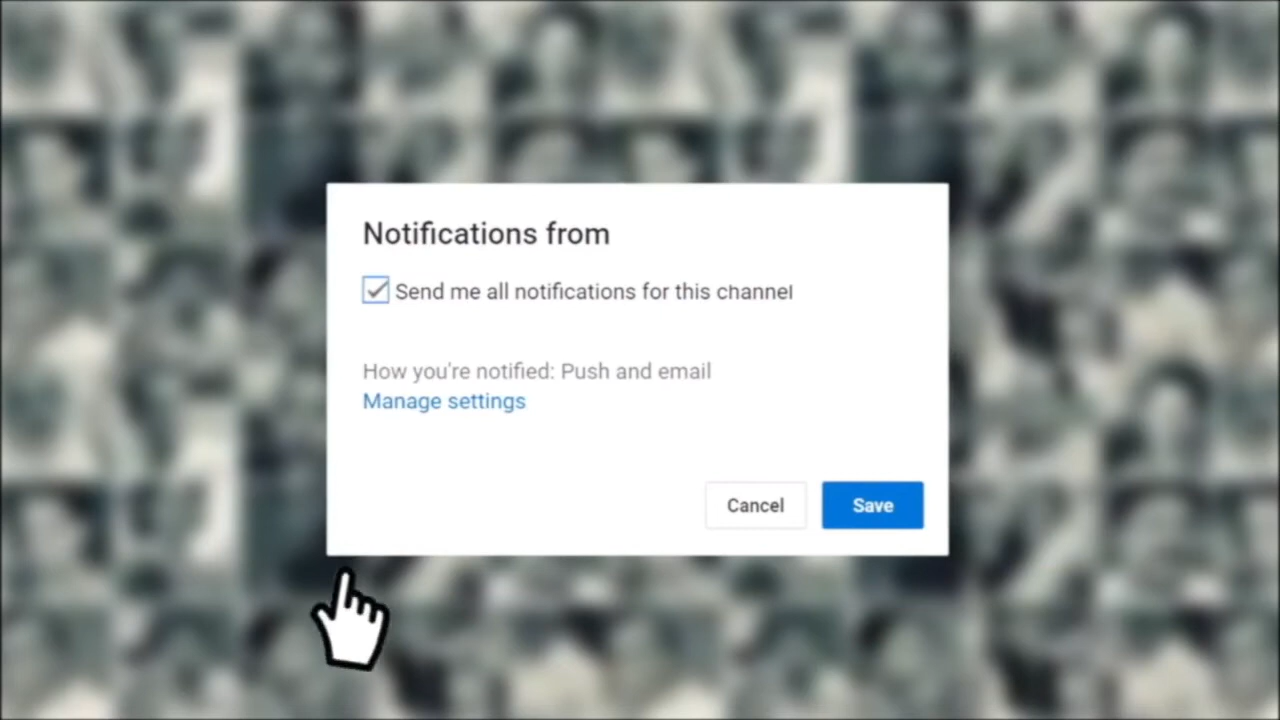 Notifications from
Send me all notifications for this channel
How you're notified: Push and email
Manage settings
Cancel Save